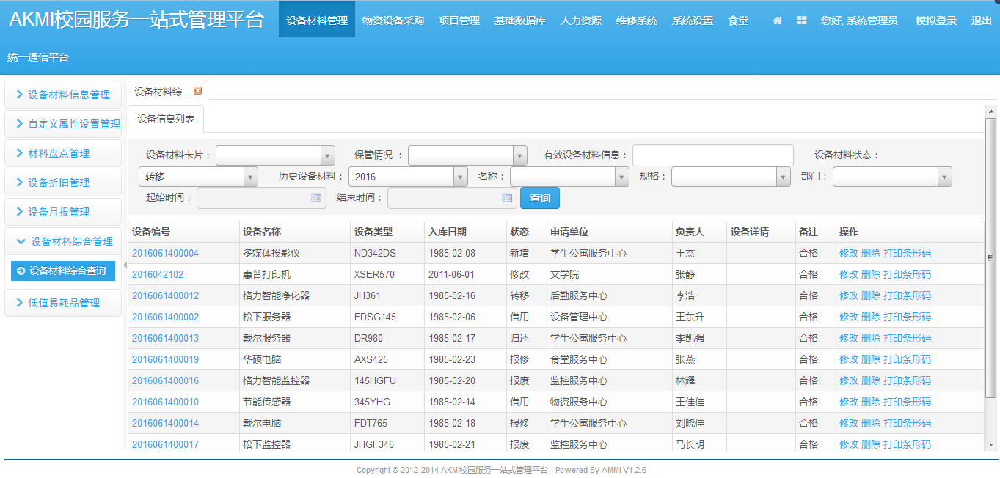 AKMI校园服务一站式管理平台 设备材料管理 物资设备采购 项目管理 基础数据库 人力资源 维修系统 系统设置 食堂 您好, 系统管理员 模拟登录 退出
统一通信平台
设备材料信息管理
自定义属性设置管理
材料盘点管理
设备折旧管理
设备月报管理
设备材料综合管理
设备材料综合查询
低值易耗品管理
设备材料综...
设备信息列表
设备材料卡片： 保管情况 ： 有效设备材料信息： 设备材料状态：
转移 历史设备材料： 2016 名称： 规格： 部门：
起始时间： 结束时间： 查询
设备编号 设备名称 设备类型 入库日期 状态 申请单位 负责人 设备详情 备注 操作
2016061400004 多媒体投影仪 ND342DS 1985-02-08 新增 学生公寓服务中心 王杰 合格 修改 删除 打印条形码
2016042102 惠普打印机 XSER570 2011-06-01 修改 文学院 张静 合格 修改 删除 打印条形码
2016061400012 格力智能净化器 JH361 1985-02-16 转移 后勤服务中心 李浩 合格 修改 删除 打印条形码
2016061400002 松下服务器 FDSG145 1985-02-06 借用 设备管理中心 王东升 合格 修改 删除 打印条形码
2016061400013 戴尔服务器 DR980 1985-02-17 归还 学生公寓服务中心 李凯强 合格 修改 删除 打印条形码
2016061400019 华硕电脑 AXS425 1985-02-23 报修 食堂服务中心 张燕 合格 修改 删除 打印条形码
2016061400016 格力智能监控器 145HGFU 1985-02-20 报废 监控服务中心 林耀 合格 修改 删除 打印条形码
2016061400010 节能传感器 345YHG 1985-02-14 借用 物资服务中心 王佳佳 合格 修改 删除 打印条形码
2016061400014 戴尔电脑 FDT765 1985-02-18 报修 学生公寓服务中心 刘晓佳 合格 修改 删除 打印条形码
2016061400017 松下监控器 JHGF346 1985-02-21 报废 监控服务中心 马长明 合格 修改 删除 打印条形码
Copyright © 2012-2014 AKMI校园服务一站式管理平台 - Powered By AMMI V1.2.6